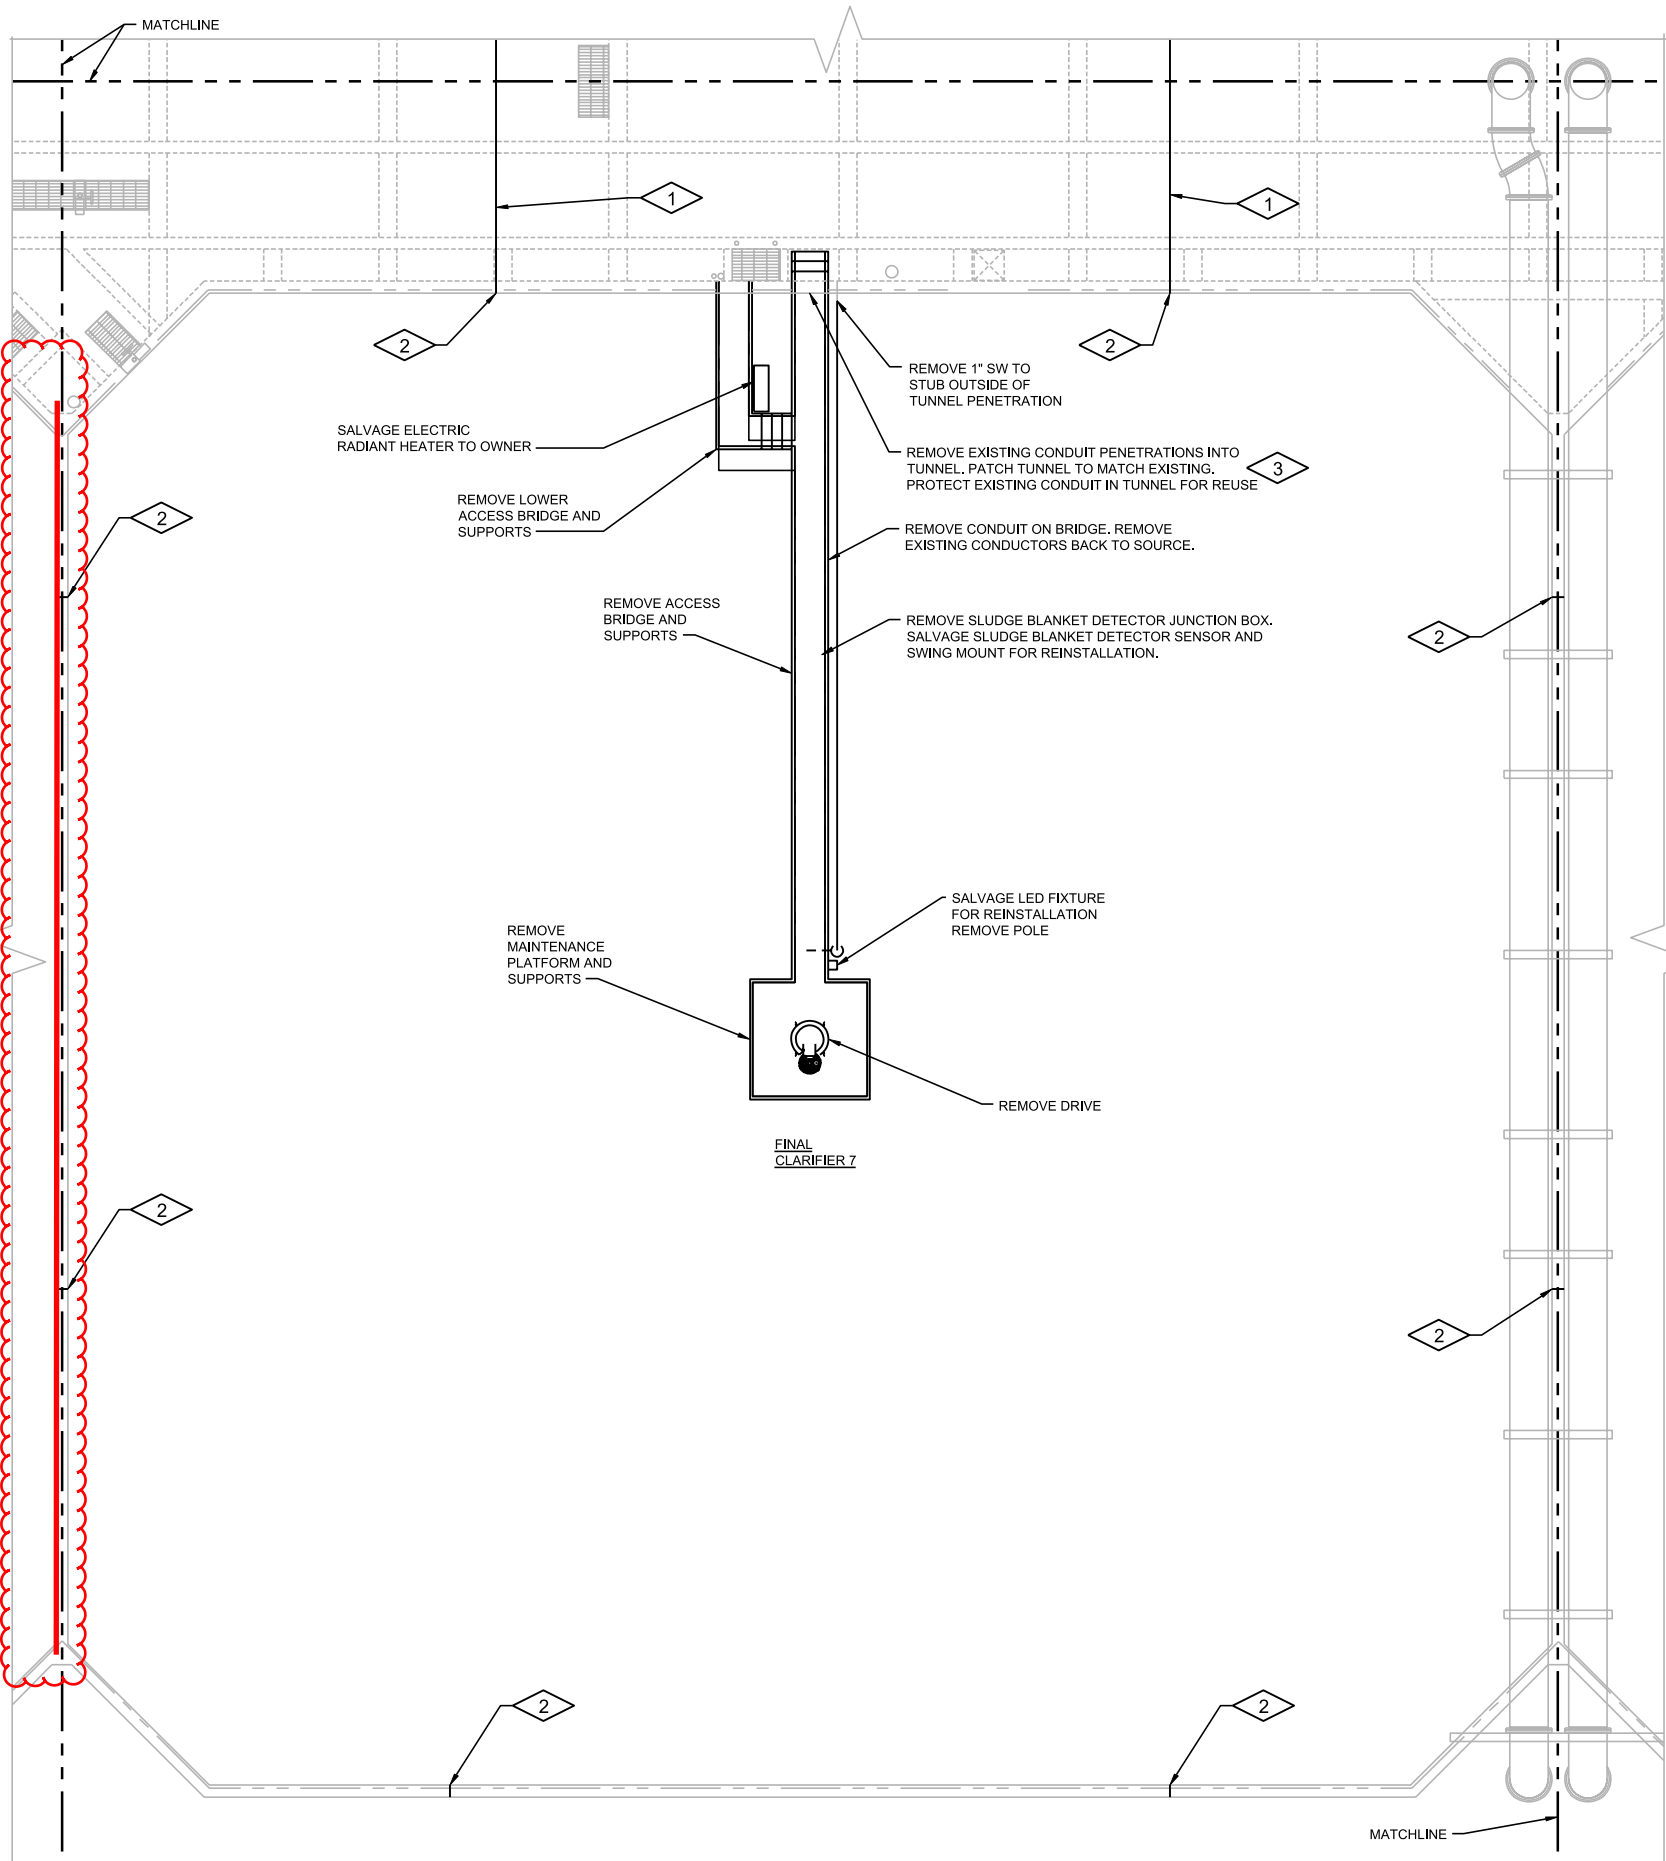 MATCHLINE
1
1
2
2
REMOVE 1" SW TO
STUB OUTSIDE OF
TUNNEL PENETRATION
SALVAGE ELECTRIC
RADIANT HEATER TO OWNER
REMOVE EXISTING CONDUIT PENETRATIONS INTO
TUNNEL. PATCH TUNNEL TO MATCH EXISTING.
PROTECT EXISTING CONDUIT IN TUNNEL FOR REUSE
3
REMOVE LOWER
ACCESS BRIDGE AND
SUPPORTS
2
REMOVE CONDUIT ON BRIDGE. REMOVE
EXISTING CONDUCTORS BACK TO SOURCE.
REMOVE ACCESS
BRIDGE AND
SUPPORTS
REMOVE SLUDGE BLANKET DETECTOR JUNCTION BOX.
SALVAGE SLUDGE BLANKET DETECTOR SENSOR AND
SWING MOUNT FOR REINSTALLATION.
2
SALVAGE LED FIXTURE
FOR REINSTALLATION
REMOVE POLE
REMOVE
MAINTENANCE
PLATFORM AND
SUPPORTS
REMOVE DRIVE
FINAL
CLARIFIER 7
2
2
2
2
MATCHLINE